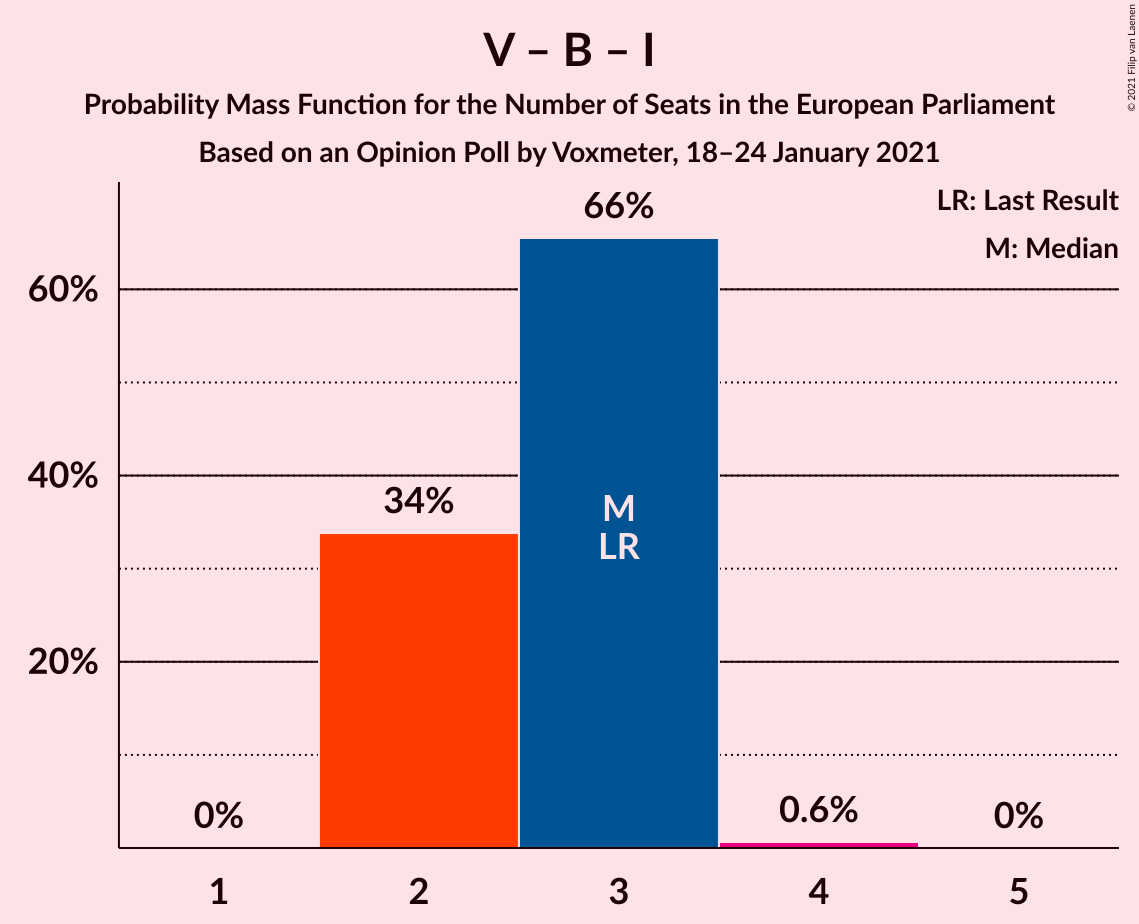 V – B – I
Probability Mass Function for the Number of Seats in the European Parliament
Based on an Opinion Poll by Voxmeter, 18–24 January 2021
© 2021 Filip van Laenen
LR: Last Result
M: Median
66%
60%
40%
34%
M
LR
20%
0%
0.6%
0%
1 2 3 4 5